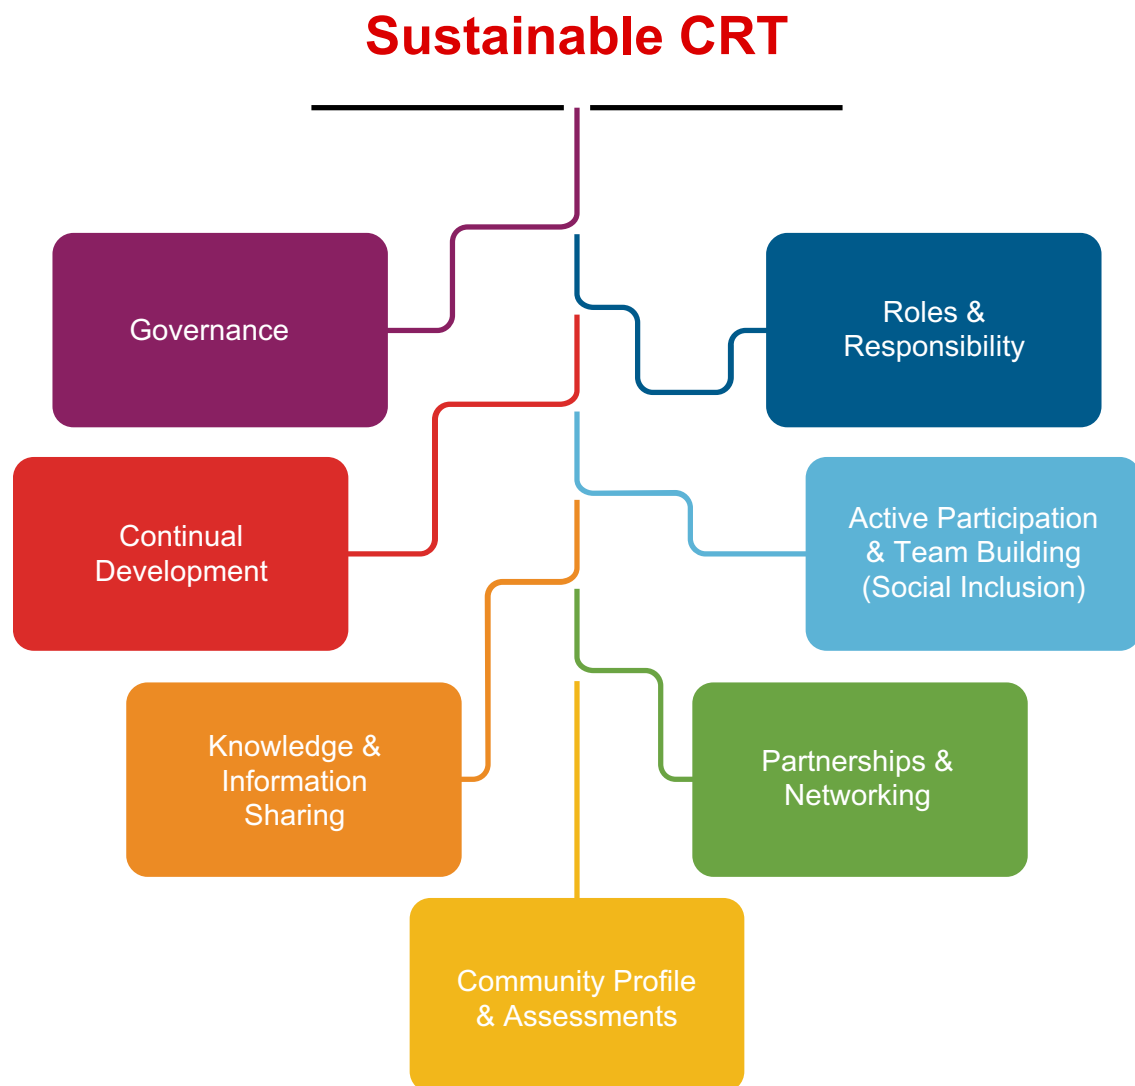 Sustainable CRT
Governance
Roles &
Responsibility
Continual
Development
Active Participation
& Team Building
(Social Inclusion)
Knowledge &
Information
Sharing
Partnerships &
Networking
Community Profile
& Assessments